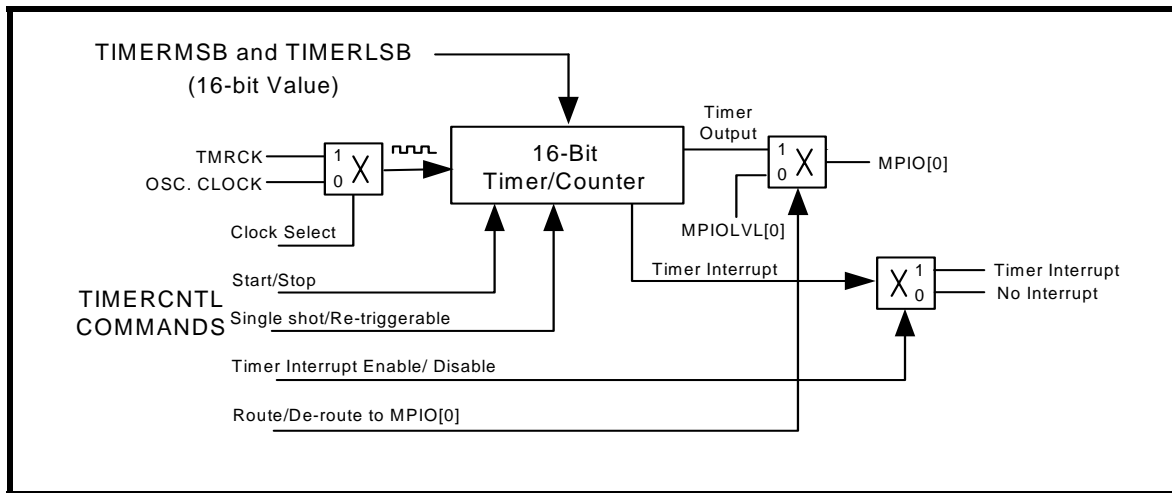 TIMERMSB and TIMERLSB
(16-bit Value)
TMRCK
OSC. CLOCK
1
0
X
Clock Select
16-Bit
Timer/Counter
Timer
Output
1
0
X
MPIO[0]
MPIOLVL[0]
TIMERCNTL
COMMANDS
Start/Stop
Single shot/Re-triggerable
Timer Interrupt Enable/ Disable
Route/De-route to MPIO[0]
Timer Interrupt
X
1
0
Timer Interrupt
No Interrupt